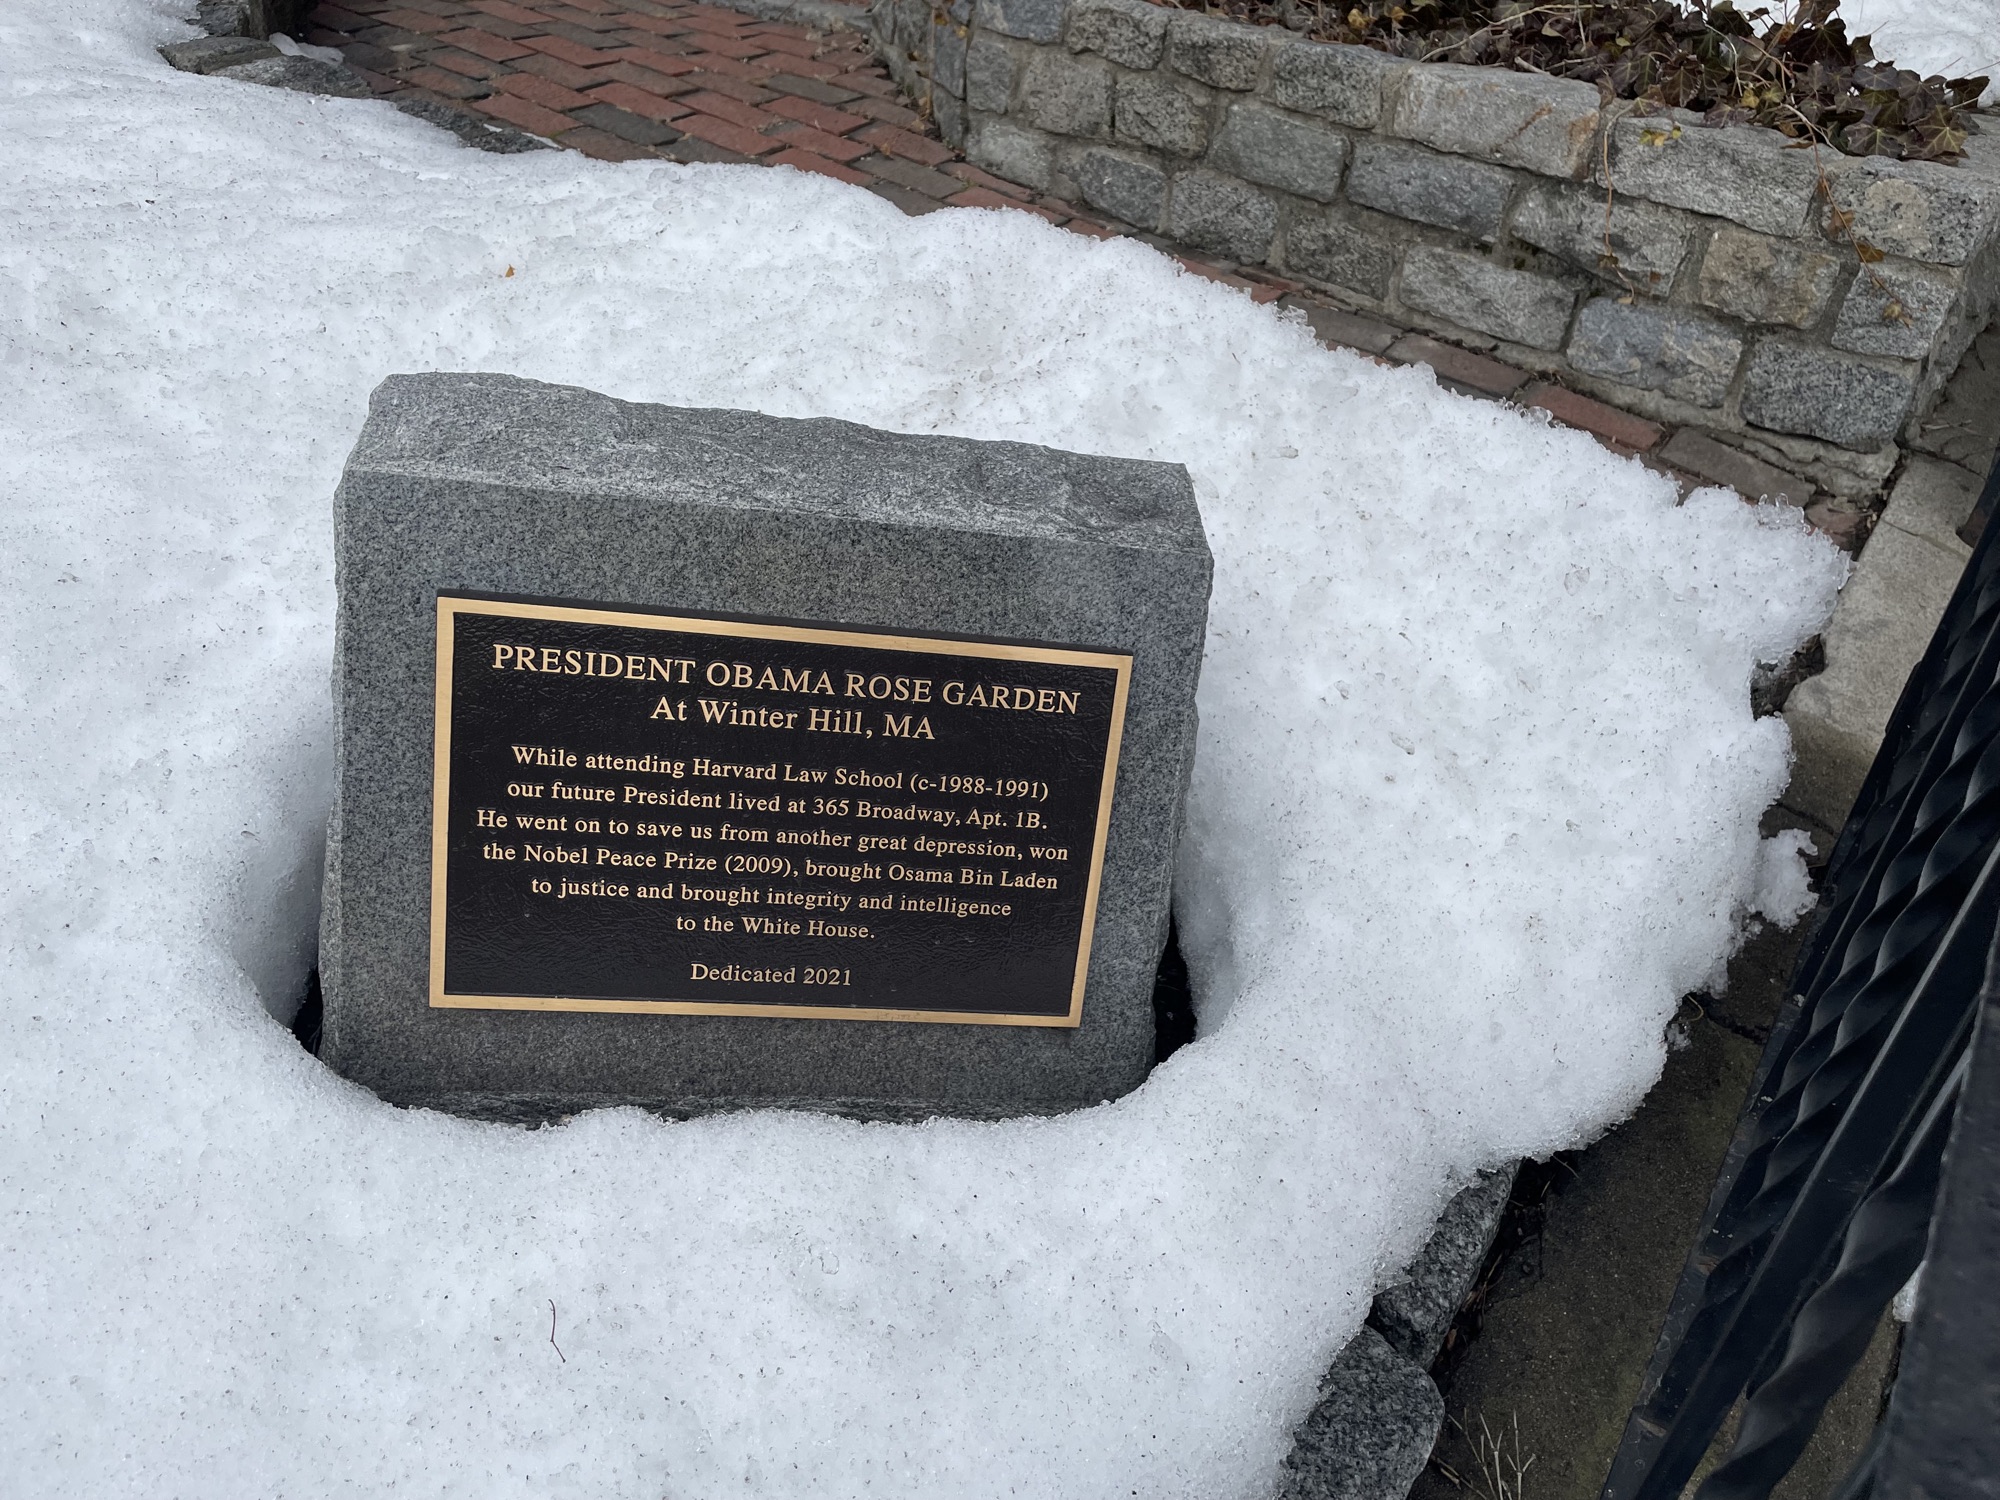 PRESIDENT OBAMA ROSE GARDEN
At Winter Hill, MA
While attending Harvard Law School (c-1988-1991)
our future President lived at 365 Broadway, Apt. 1B.
He went on to save us from another great depression, won
the Nobel Peace Prize (2009), brought Osama Bin Laden
to justice and brought integrity and intelligence
to the White House.
Dedicated 2021